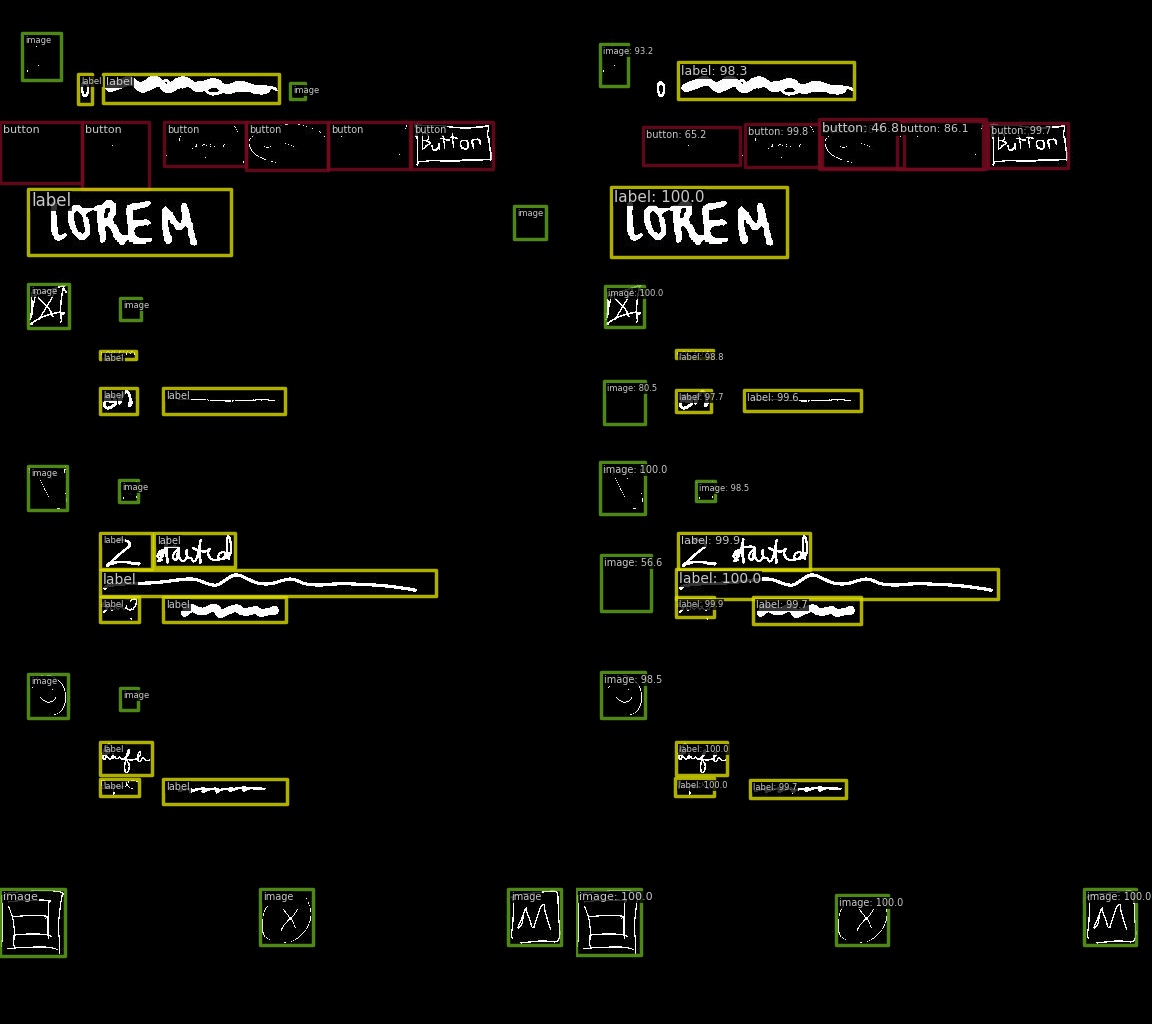 image image: 93.2
label label image label: 98.3
button button button button button button button: 65.2 button: 99.8 button: 46.8 button: 86.1 button: 99.7
Button Button
label label: 100.0
LOREM image LOREM
image image image: 100.0
label label: 98.8
label label image: 80.5 label: 97.7 label: 99.6
image image image: 100.0 image: 98.5
label label label: 99.9
2 started 2 started
label image: 56.6 label: 100.0
label label label: 99.9 label: 99.7
image image image: 98.5
label label: 100.0
label label label: 100.0 label: 99.7
image image image image: 100.0 image: 100.0 image: 100.0
M M